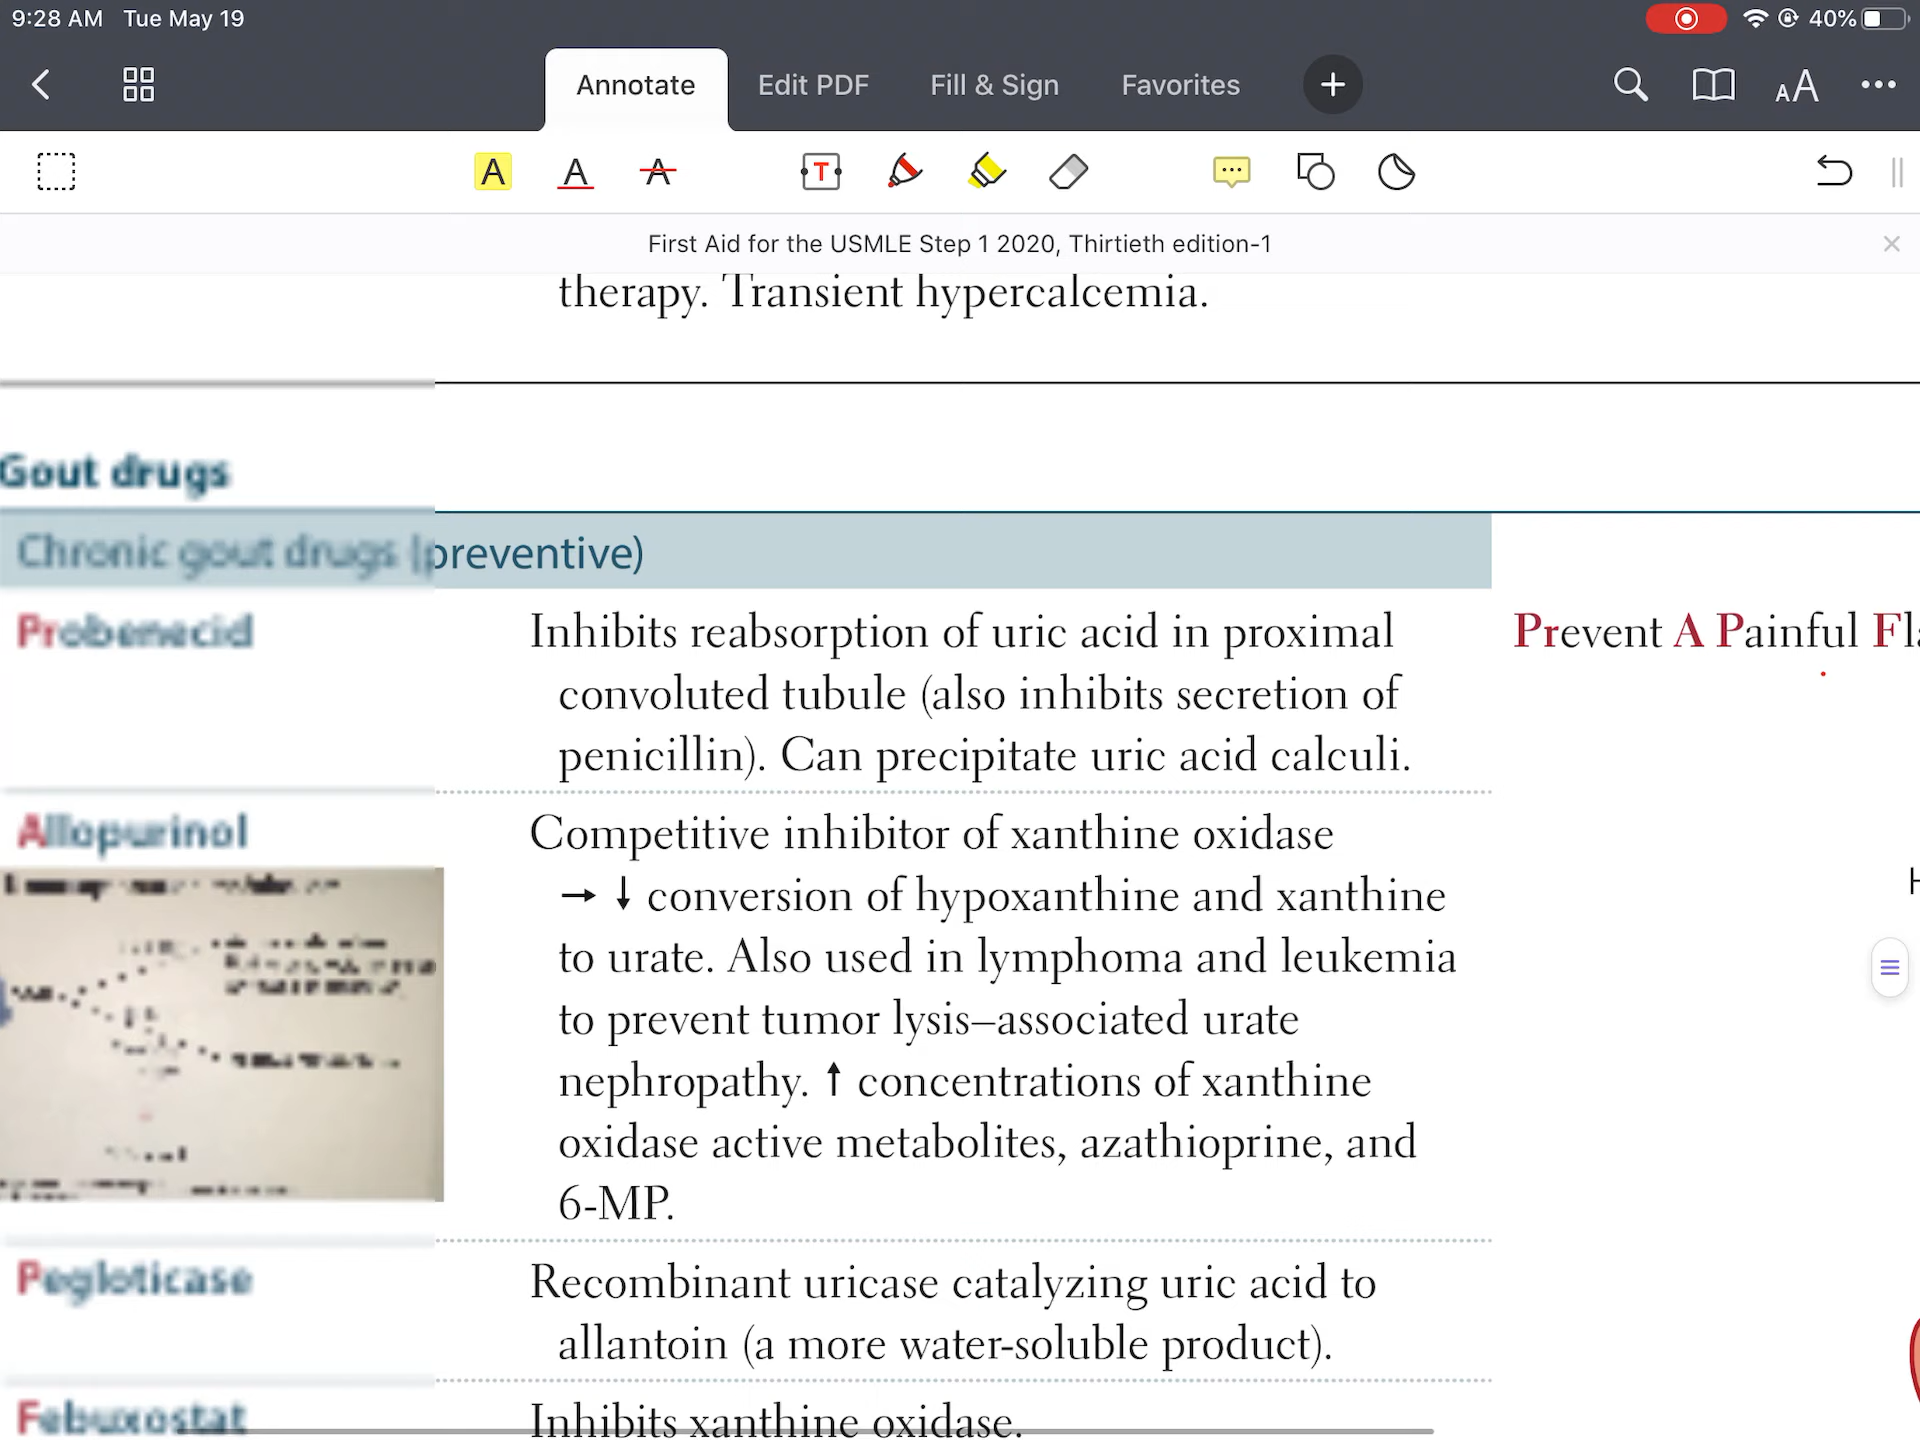 9:28 AM Tue May 19
40%
Annotate Edit PDF Fill & Sign Favorites
A A A T AA
First Aid for the USMLE Step 1 2020, Thirtieth edition-1
therapy. Transient hypercalcemia.
Gout drugs
Chronic gout drugs (preventive)
Probenecid Inhibits reabsorption of uric acid in proximal Prevent A Painful
convoluted tubule (also inhibits secretion of
penicillin). Can precipitate uric acid calculi.
Allopurinol Competitive inhibitor of xanthine oxidase
→ ↓ conversion of hypoxanthine and xanthine
to urate. Also used in lymphoma and leukemia
to prevent tumor lysis–associated urate
nephropathy. ↑ concentrations of xanthine
oxidase active metabolites, azathioprine, and
6-MP.
Pegloticase Recombinant uricase catalyzing uric acid to
allantoin (a more water-soluble product).
Febuxostat Inhibits xanthine oxidase.